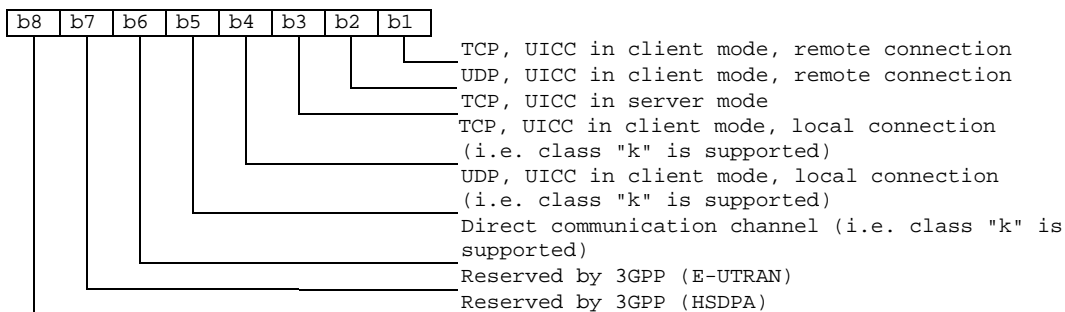 b8 b7 b6 b5 b4 b3 b2 b1
TCP, UICC in client mode, remote connection
UDP, UICC in client mode, remote connection
TCP, UICC in server mode
TCP, UICC in client mode, local connection
(i.e. class "k" is supported)
UDP, UICC in client mode, local connection
(i.e. class "k" is supported)
Direct communication channel (i.e. class "k" is
supported)
Reserved by 3GPP (E-UTRAN)
Reserved by 3GPP (HSDPA)